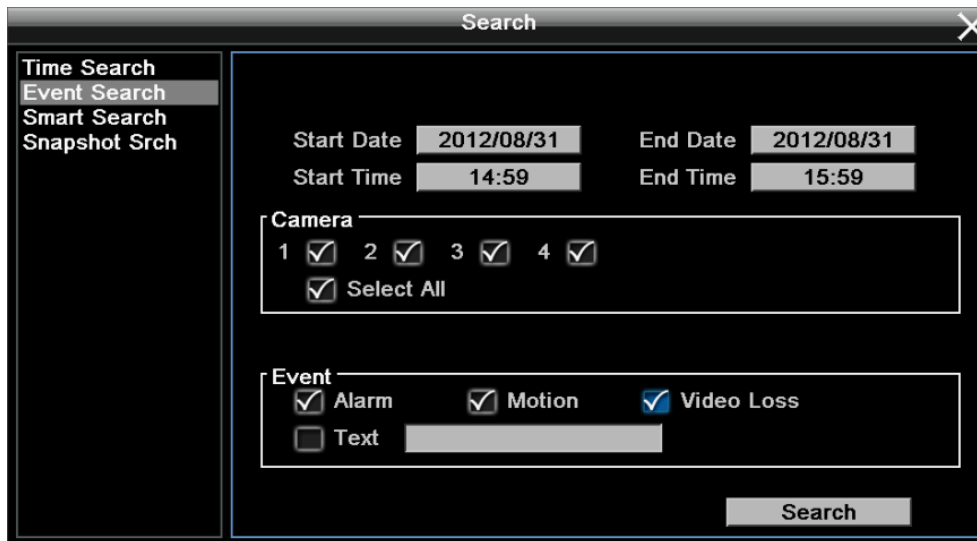 Search
Time Search
Event Search
Smart Search
Snapshot Srch
Start Date 2012/08/31 End Date 2012/08/31
Start Time 14:59 End Time 15:59
Camera
1 2 3 4
Select All
Event
Alarm Motion Video Loss
Text
Search